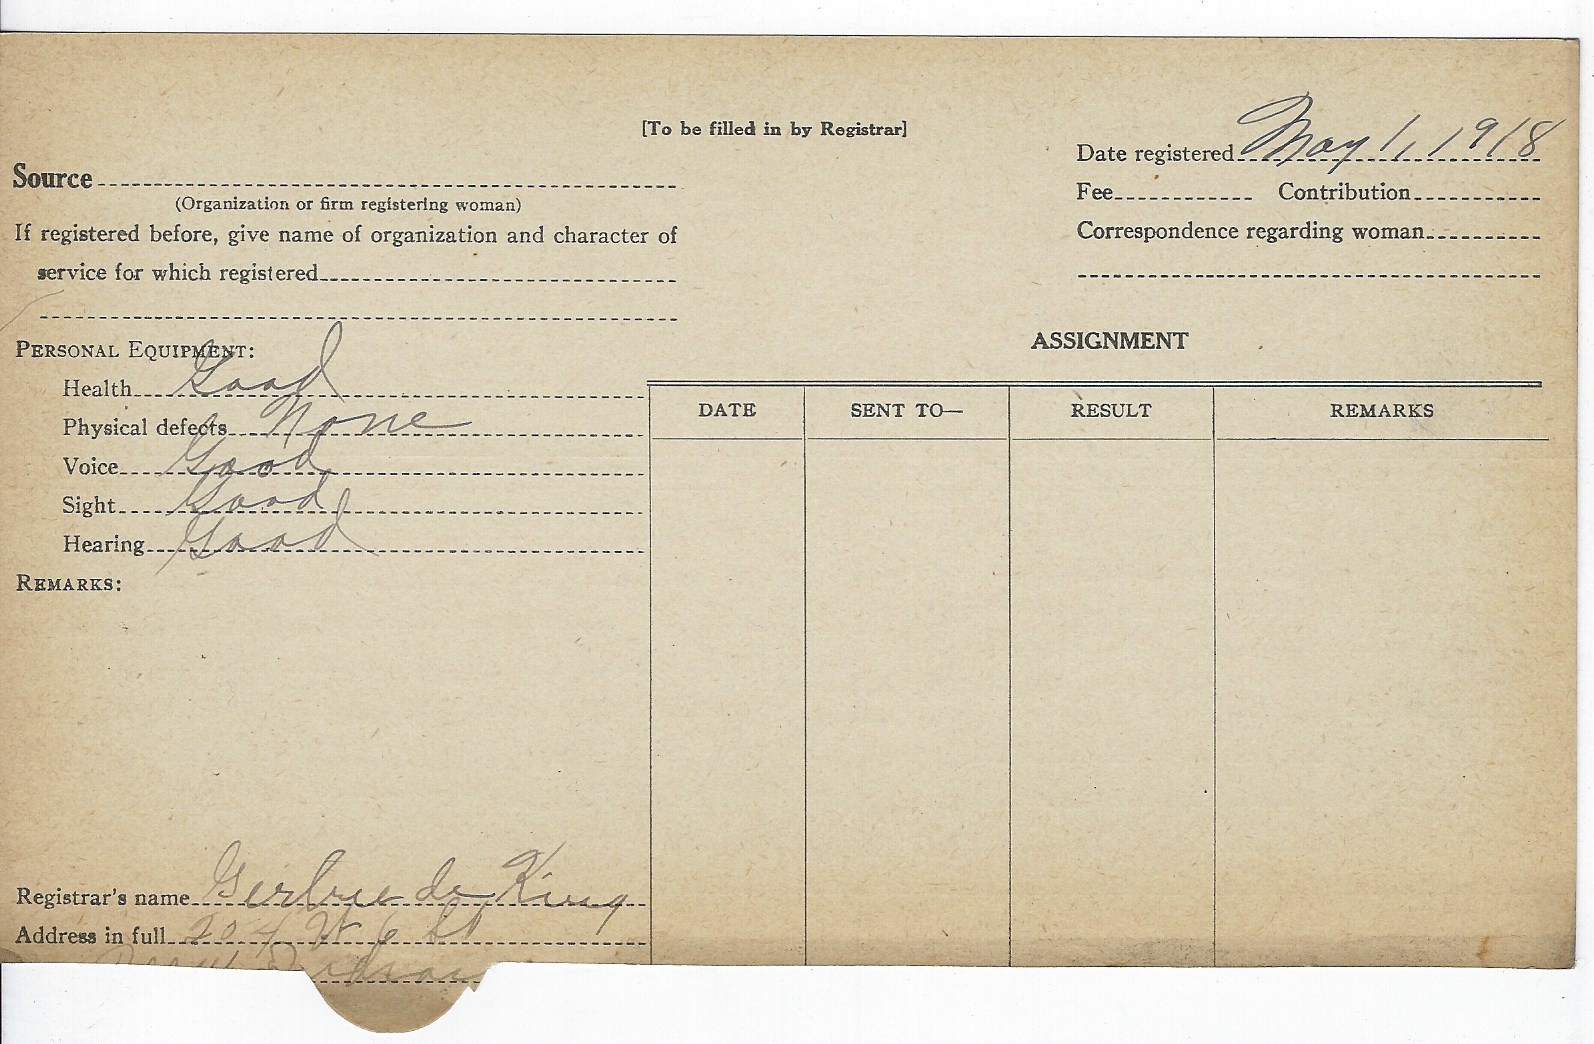 [To be filled in by Registrar]
Date registered May 1, 1918
Source
(Organization or firm registering woman)
Fee Contribution
If registered before, give name of organization and character of
service for which registered
Correspondence regarding woman
PERSONAL EQUIPMENT:
Health Good
Physical defects None
Voice Good
Sight Good
Hearing Good
REMARKS:
ASSIGNMENT
DATE SENT TO— RESULT REMARKS
Registrar's name King
Address in full 204 W 6 St